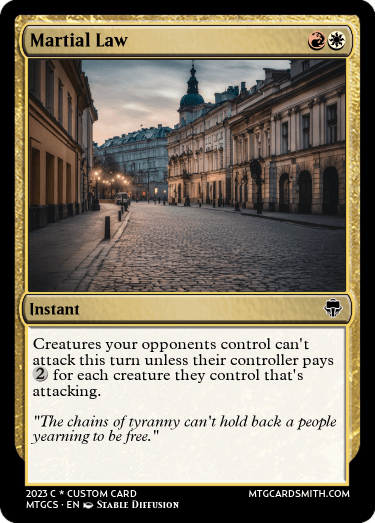 Martial Law
Instant
Creatures your opponents control can't
attack this turn unless their controller pays
2 for each creature they control that's
attacking.
"The chains of tyranny can't hold back a people
yearning to be free."
2023 C * CUSTOM CARD
MTGCARDSMITH.COM
MTGCS · EN Stable Diffusion